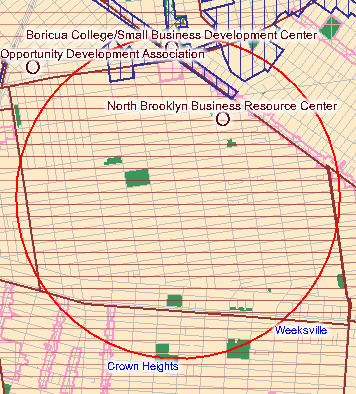 Boricua College/Small Business Development Center
Opportunity Development Association
North Brooklyn Business Resource Center
Weeksville
Crown Heights